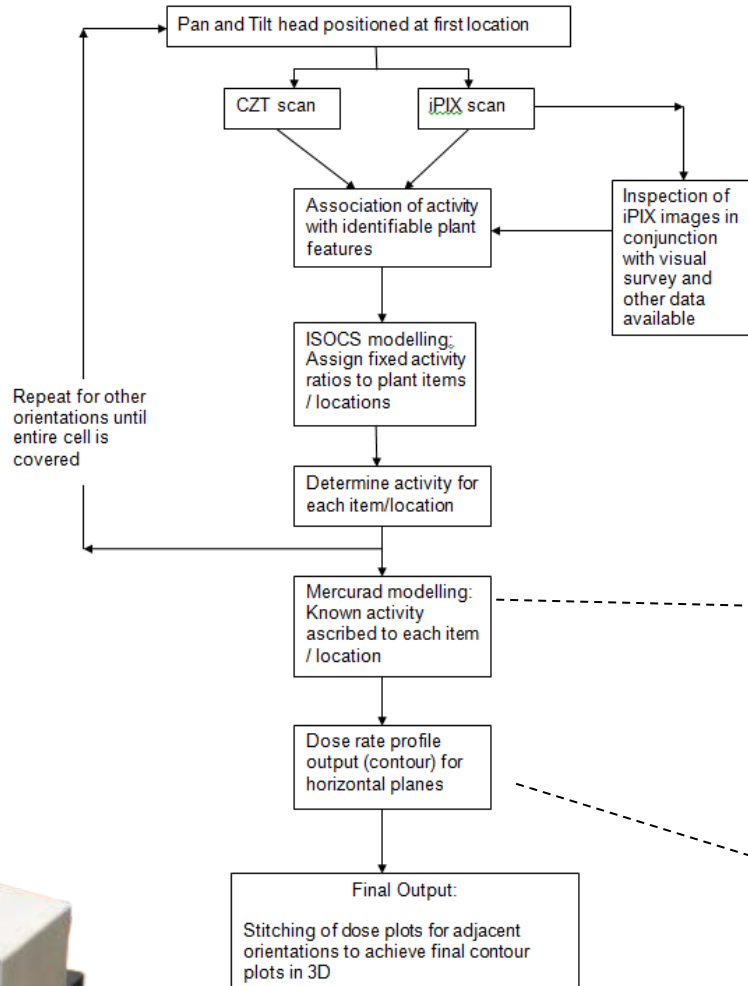 Pan and Tilt head positioned at first location
CZT scan
iPIX scan
Association of activity
with identifiable plant
features
Inspection of
iPIX images in
conjunction
with visual
survey and
other data
available
ISOCS modelling:
Assign fixed activity
ratios to plant items
/ locations
Repeat for other
orientations until
entire cell is
covered
Determine activity for
each item/location
Mercurad modelling:
Known activity
ascribed to each item
/ location
Dose rate profile
output (contour) for
horizontal planes
Final Output:
Stitching of dose plots for adjacent
orientations to achieve final contour
plots in 3D